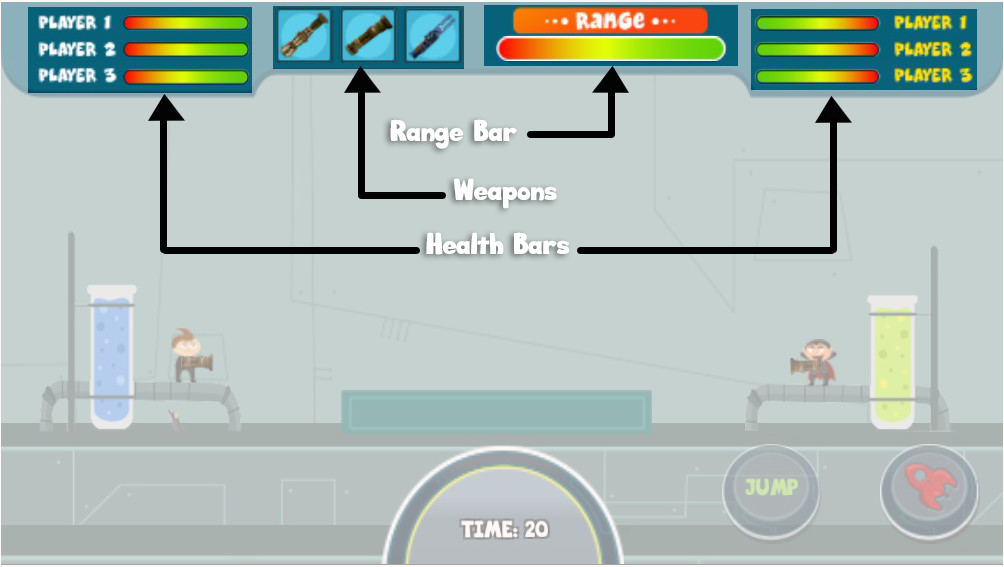 PLAYER 1
PLAYER 2
PLAYER 3
••• RANGE •••
PLAYER 1
PLAYER 2
PLAYER 3
Range Bar
Weapons
Health Bars
JUMP
TIME: 20